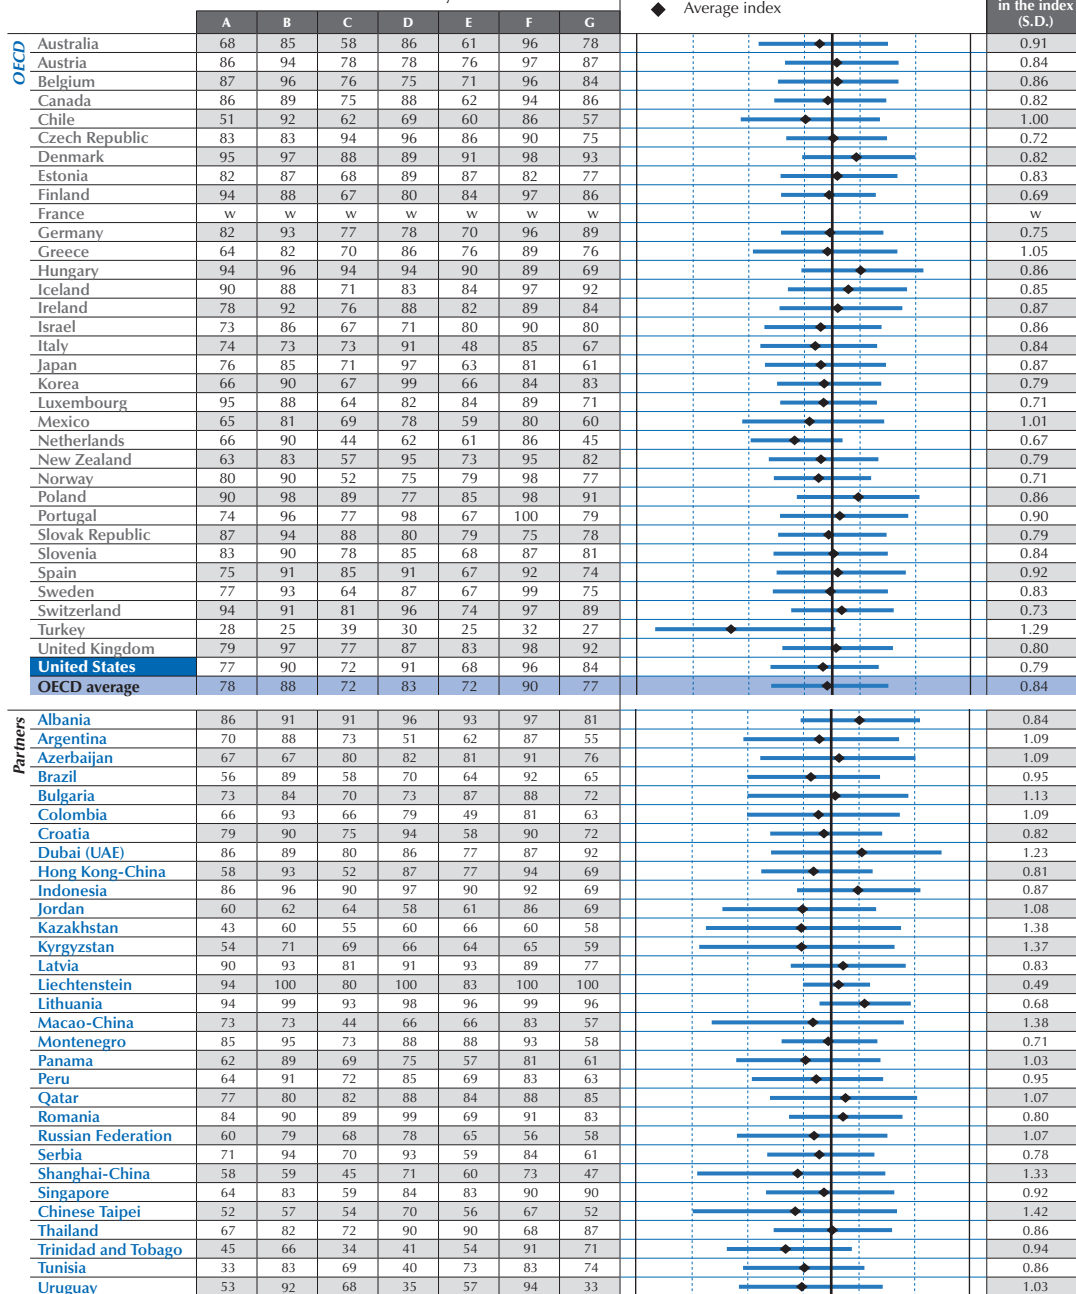 ◆ Average index
in the index
(S.D.)
A B C D E F G
OECD
Australia 68 85 58 86 61 96 78 0.91
Austria 86 94 78 78 76 97 87 0.84
Belgium 87 96 76 75 71 96 84 0.86
Canada 86 89 75 88 62 94 86 0.82
Chile 51 92 62 69 60 86 57 1.00
Czech Republic 83 83 94 96 86 90 75 0.72
Denmark 95 97 88 89 91 98 93 0.82
Estonia 82 87 68 89 87 82 77 0.83
Finland 94 88 67 80 84 97 86 0.69
France w w w w w w w w
Germany 82 93 77 78 70 96 89 0.75
Greece 64 82 70 86 76 89 76 1.05
Hungary 94 96 94 94 90 89 69 0.86
Iceland 90 88 71 83 84 97 92 0.85
Ireland 78 92 76 88 82 89 84 0.87
Israel 73 86 67 71 80 90 80 0.86
Italy 74 73 73 91 48 85 67 0.84
Japan 76 85 71 97 63 81 61 0.87
Korea 66 90 67 99 66 84 83 0.79
Luxembourg 95 88 64 82 84 89 71 0.71
Mexico 65 81 69 78 59 80 60 1.01
Netherlands 66 90 44 62 61 86 45 0.67
New Zealand 63 83 57 95 73 95 82 0.79
Norway 80 90 52 75 79 98 77 0.71
Poland 90 98 89 77 85 98 91 0.86
Portugal 74 96 77 98 67 100 79 0.90
Slovak Republic 87 94 88 80 79 75 78 0.79
Slovenia 83 90 78 85 68 87 81 0.84
Spain 75 91 85 91 67 92 74 0.92
Sweden 77 93 64 87 67 99 75 0.83
Switzerland 94 91 81 96 74 97 89 0.73
Turkey 28 25 39 30 25 32 27 1.29
United Kingdom 79 97 77 87 83 98 92 0.80
United States 77 90 72 91 68 96 84 0.79
OECD average 78 88 72 83 72 90 77 0.84
Partners
Albania 86 91 91 96 93 97 81 0.84
Argentina 70 88 73 51 62 87 55 1.09
Azerbaijan 67 67 80 82 81 91 76 1.09
Brazil 56 89 58 70 64 92 65 0.95
Bulgaria 73 84 70 73 87 88 72 1.13
Colombia 66 93 66 79 49 81 63 1.09
Croatia 79 90 75 94 58 90 72 0.82
Dubai (UAE) 86 89 80 86 77 87 92 1.23
Hong Kong-China 58 93 52 87 77 94 69 0.81
Indonesia 86 96 90 97 90 92 69 0.87
Jordan 60 62 64 58 61 86 69 1.08
Kazakhstan 43 60 55 60 66 60 58 1.38
Kyrgyzstan 54 71 69 66 64 65 59 1.37
Latvia 90 93 81 91 93 89 77 0.83
Liechtenstein 94 100 80 100 83 100 100 0.49
Lithuania 94 99 93 98 96 99 96 0.68
Macao-China 73 73 44 66 66 83 57 1.38
Montenegro 85 95 73 88 88 93 58 0.71
Panama 62 89 69 75 57 81 61 1.03
Peru 64 91 72 85 69 83 63 0.95
Qatar 77 80 82 88 84 88 85 1.07
Romania 84 90 89 99 69 91 83 0.80
Russian Federation 60 79 68 78 65 56 58 1.07
Serbia 71 94 70 93 59 84 61 0.78
Shanghai-China 58 59 45 71 60 73 47 1.33
Singapore 64 83 59 84 83 90 90 0.92
Chinese Taipei 52 57 54 70 56 67 52 1.42
Thailand 67 82 72 90 90 68 87 0.86
Trinidad and Tobago 45 66 34 41 54 91 71 0.94
Tunisia 33 83 69 40 73 83 74 0.86
Uruguay 53 92 68 35 57 94 33 1.03